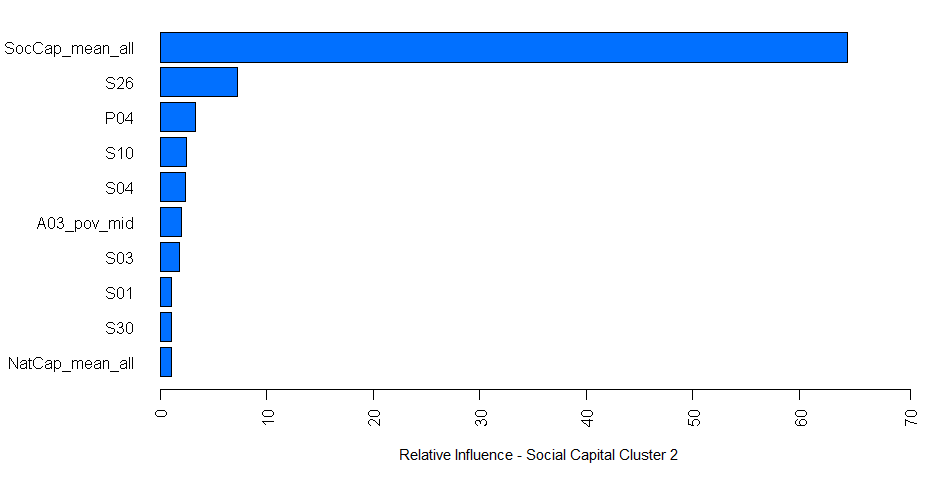 SocCap_mean_all
S26
P04
S10
S04
A03_pov_mid
S03
S01
S30
NatCap_mean_all
0 10 20 30 40 50 60 70
Relative Influence - Social Capital Cluster 2